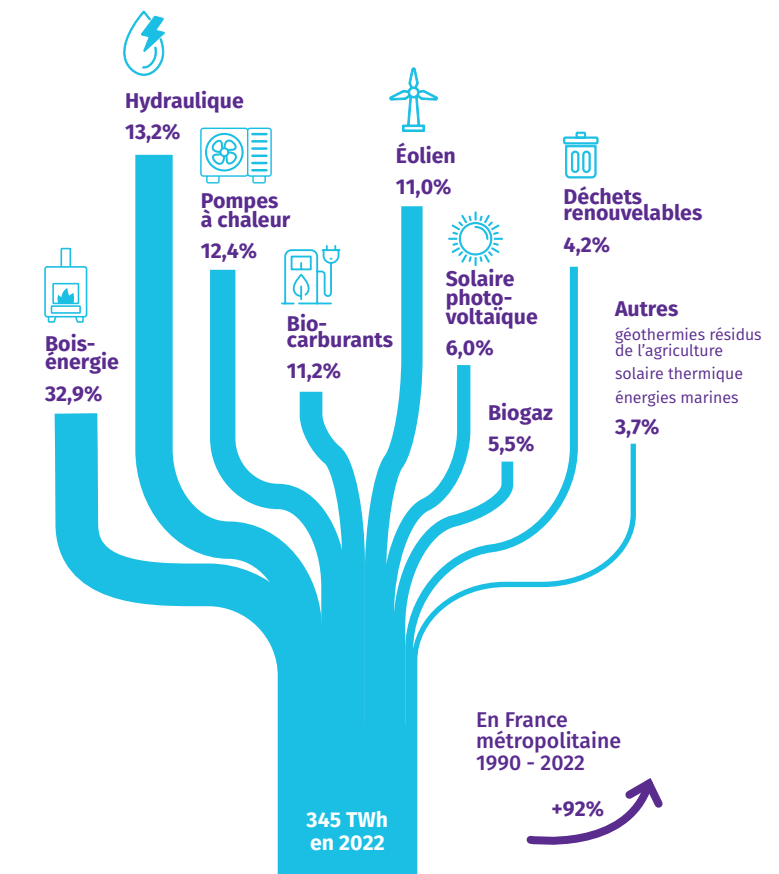 Hydraulique
13,2%
Pompes
à chaleur
12,4%
Bois-
énergie
32,9%
Bio-
carburants
11,2%
Éolien
11,0%
Solaire
photo-
voltaïque
6,0%
Biogaz
5,5%
Déchets
renouvelables
4,2%
Autres
géothermies résidus
de l'agriculture
solaire thermique
énergies marines
3,7%
En France
métropolitaine
1990 - 2022
+92%
345 TWh
en 2022